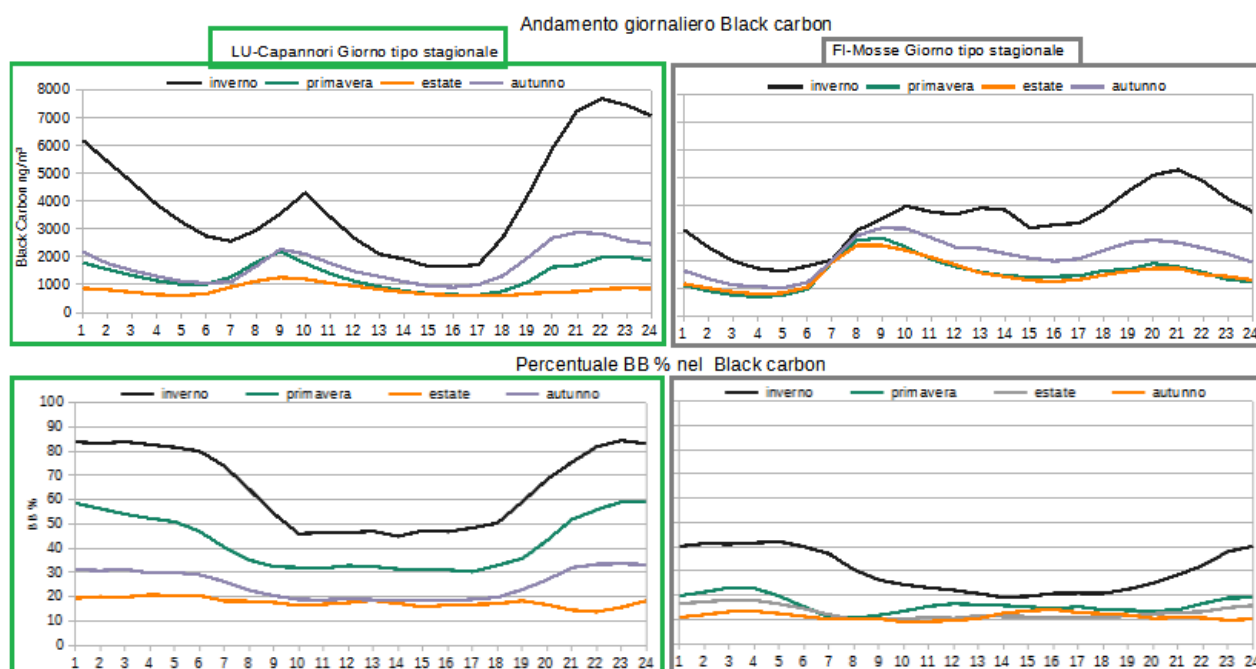 Andamento giornaliero Black carbon
LU-Capannori Giorno tipo stagionale
FI-Mosse Giorno tipo stagionale
inverno primavera estate autunno
inverno primavera estate autunno
8000
7000
6000
5000
4000
3000
2000
1000
0
Black Carbon ng/m³
1 2 3 4 5 6 7 8 9 10 11 12 13 14 15 16 17 18 19 20 21 22 23 24
1 2 3 4 5 6 7 8 9 10 11 12 13 14 15 16 17 18 19 20 21 22 23 24
Percentuale BB % nel Black carbon
inverno primavera estate autunno
inverno primavera estate autunno
100
90
80
70
60
50
40
30
20
10
0
BB %
1 2 3 4 5 6 7 8 9 10 11 12 13 14 15 16 17 18 19 20 21 22 23 24
1 2 3 4 5 6 7 8 9 10 11 12 13 14 15 16 17 18 19 20 21 22 23 24